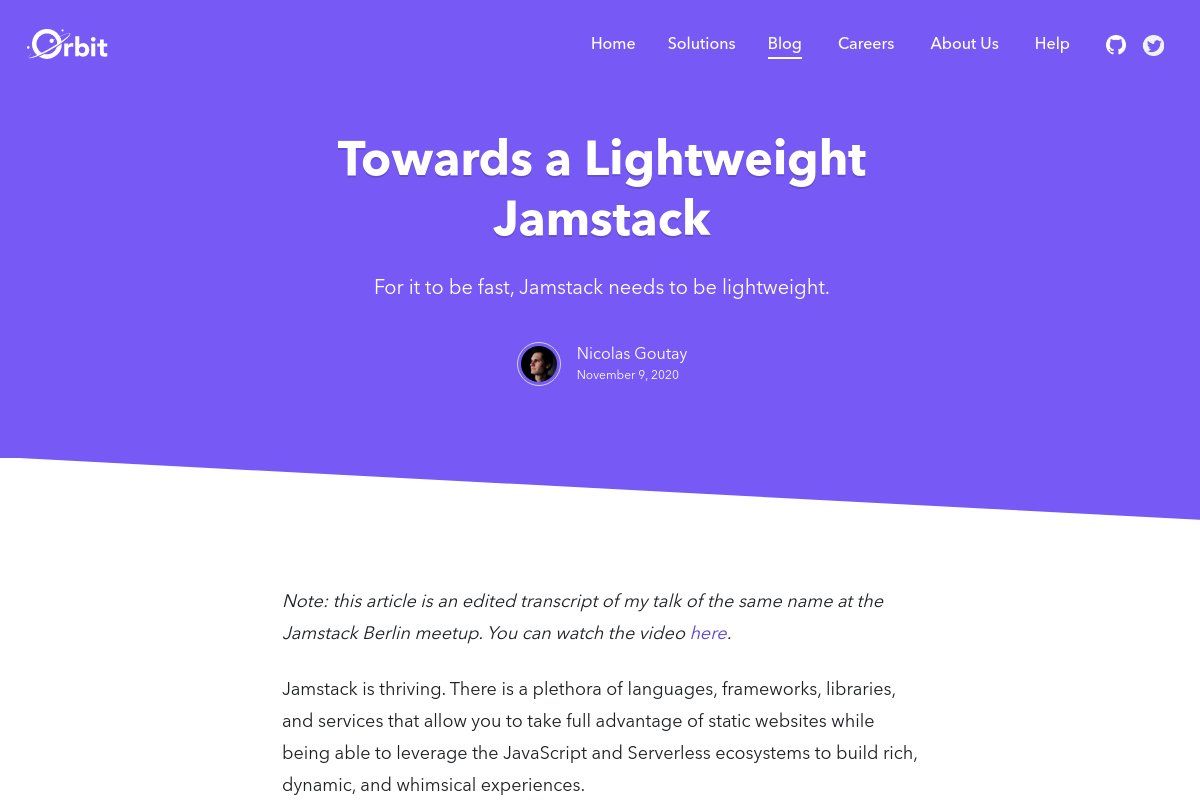 Orbit
Home Solutions Blog Careers About Us Help
Towards a Lightweight
Jamstack
For it to be fast, Jamstack needs to be lightweight.
Nicolas Goutay
November 9, 2020
Note: this article is an edited transcript of my talk of the same name at the
Jamstack Berlin meetup. You can watch the video here.
Jamstack is thriving. There is a plethora of languages, frameworks, libraries,
and services that allow you to take full advantage of static websites while
being able to leverage the JavaScript and Serverless ecosystems to build rich,
dynamic, and whimsical experiences.